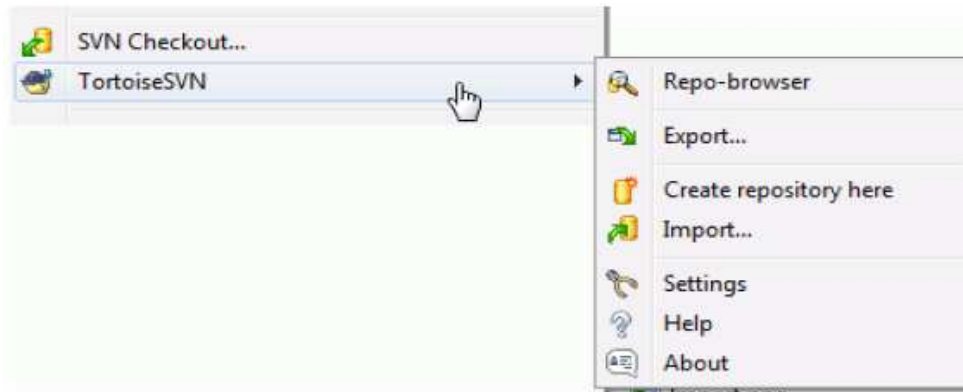 SVN Checkout...
TortoiseSVN
Repo-browser
Export...
Create repository here
Import...
Settings
Help
About